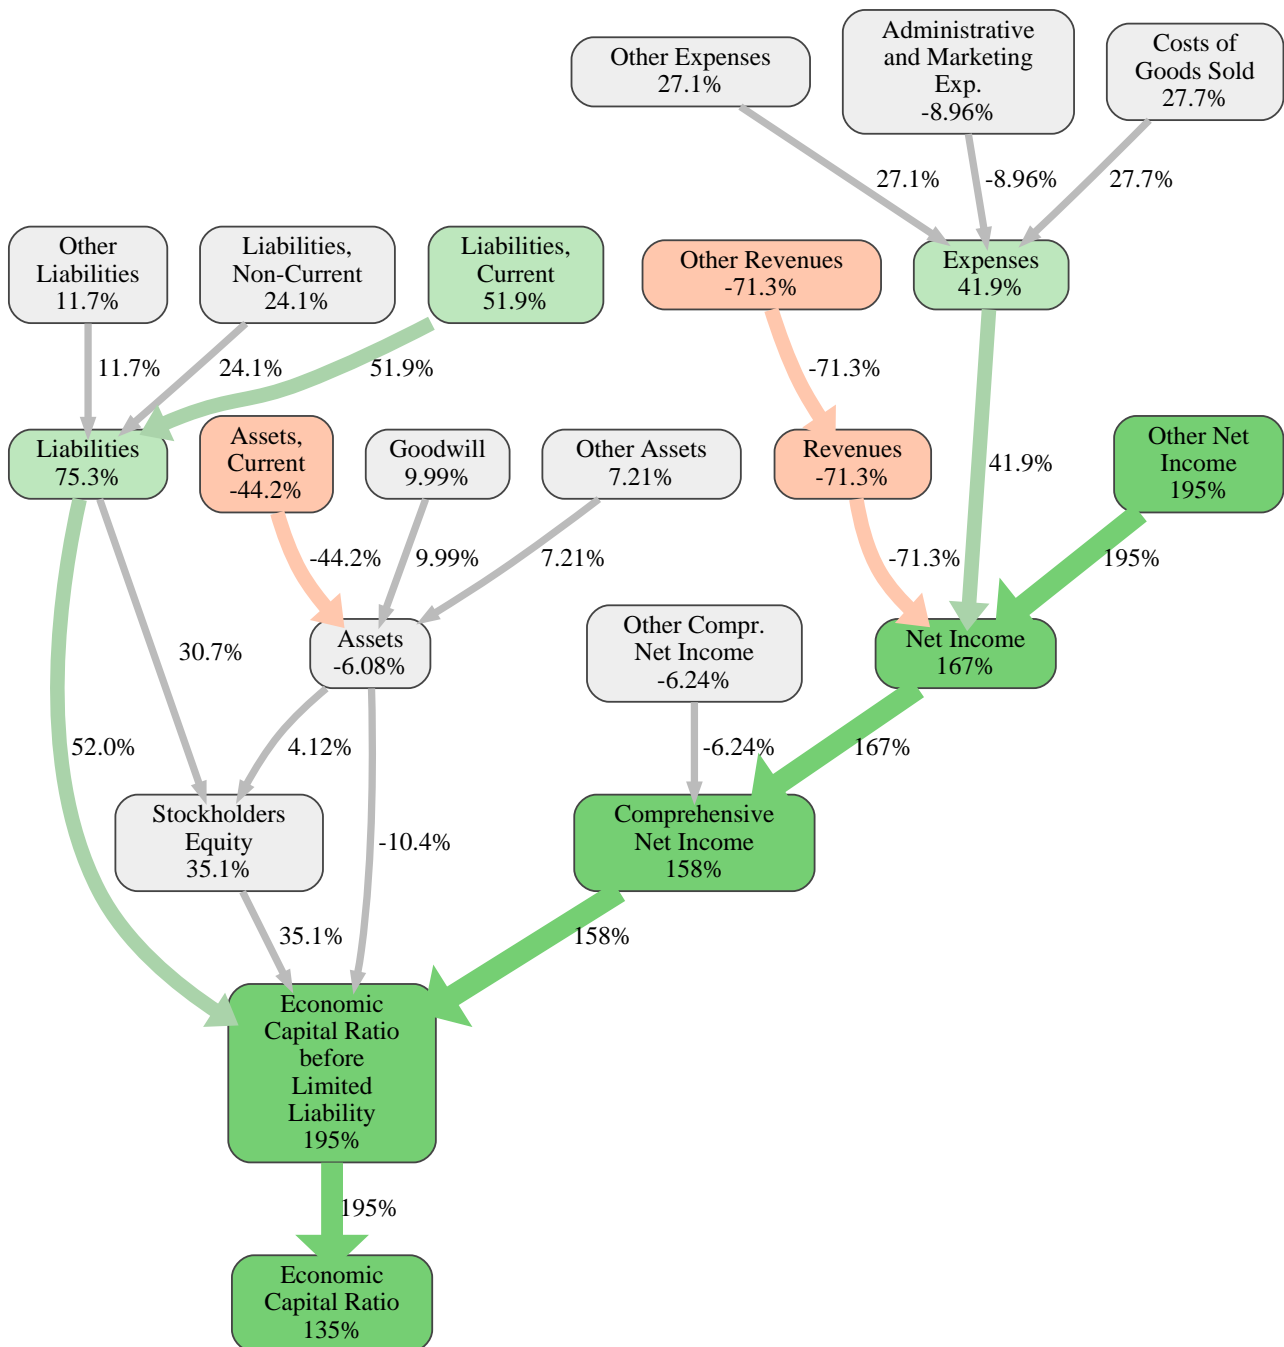 Other Expenses
27.1%
Administrative
and Marketing
Exp.
-8.96%
Costs of
Goods Sold
27.7%
27.1%
-8.96%
27.7%
Other
Liabilities
11.7%
Liabilities,
Non-Current
24.1%
Liabilities,
Current
51.9%
Other Revenues
-71.3%
Expenses
41.9%
11.7%
24.1%
51.9%
-71.3%
41.9%
Liabilities
75.3%
Assets,
Current
-44.2%
Goodwill
9.99%
Other Assets
7.21%
Revenues
-71.3%
Other Net
Income
195%
-44.2%
9.99%
7.21%
-71.3%
195%
30.7%
Assets
-6.08%
Other Compr.
Net Income
-6.24%
Net Income
167%
52.0%
4.12%
-6.24%
167%
Stockholders
Equity
35.1%
-10.4%
Comprehensive
Net Income
158%
35.1%
158%
Economic
Capital Ratio
before
Limited
Liability
195%
195%
Economic
Capital Ratio
135%